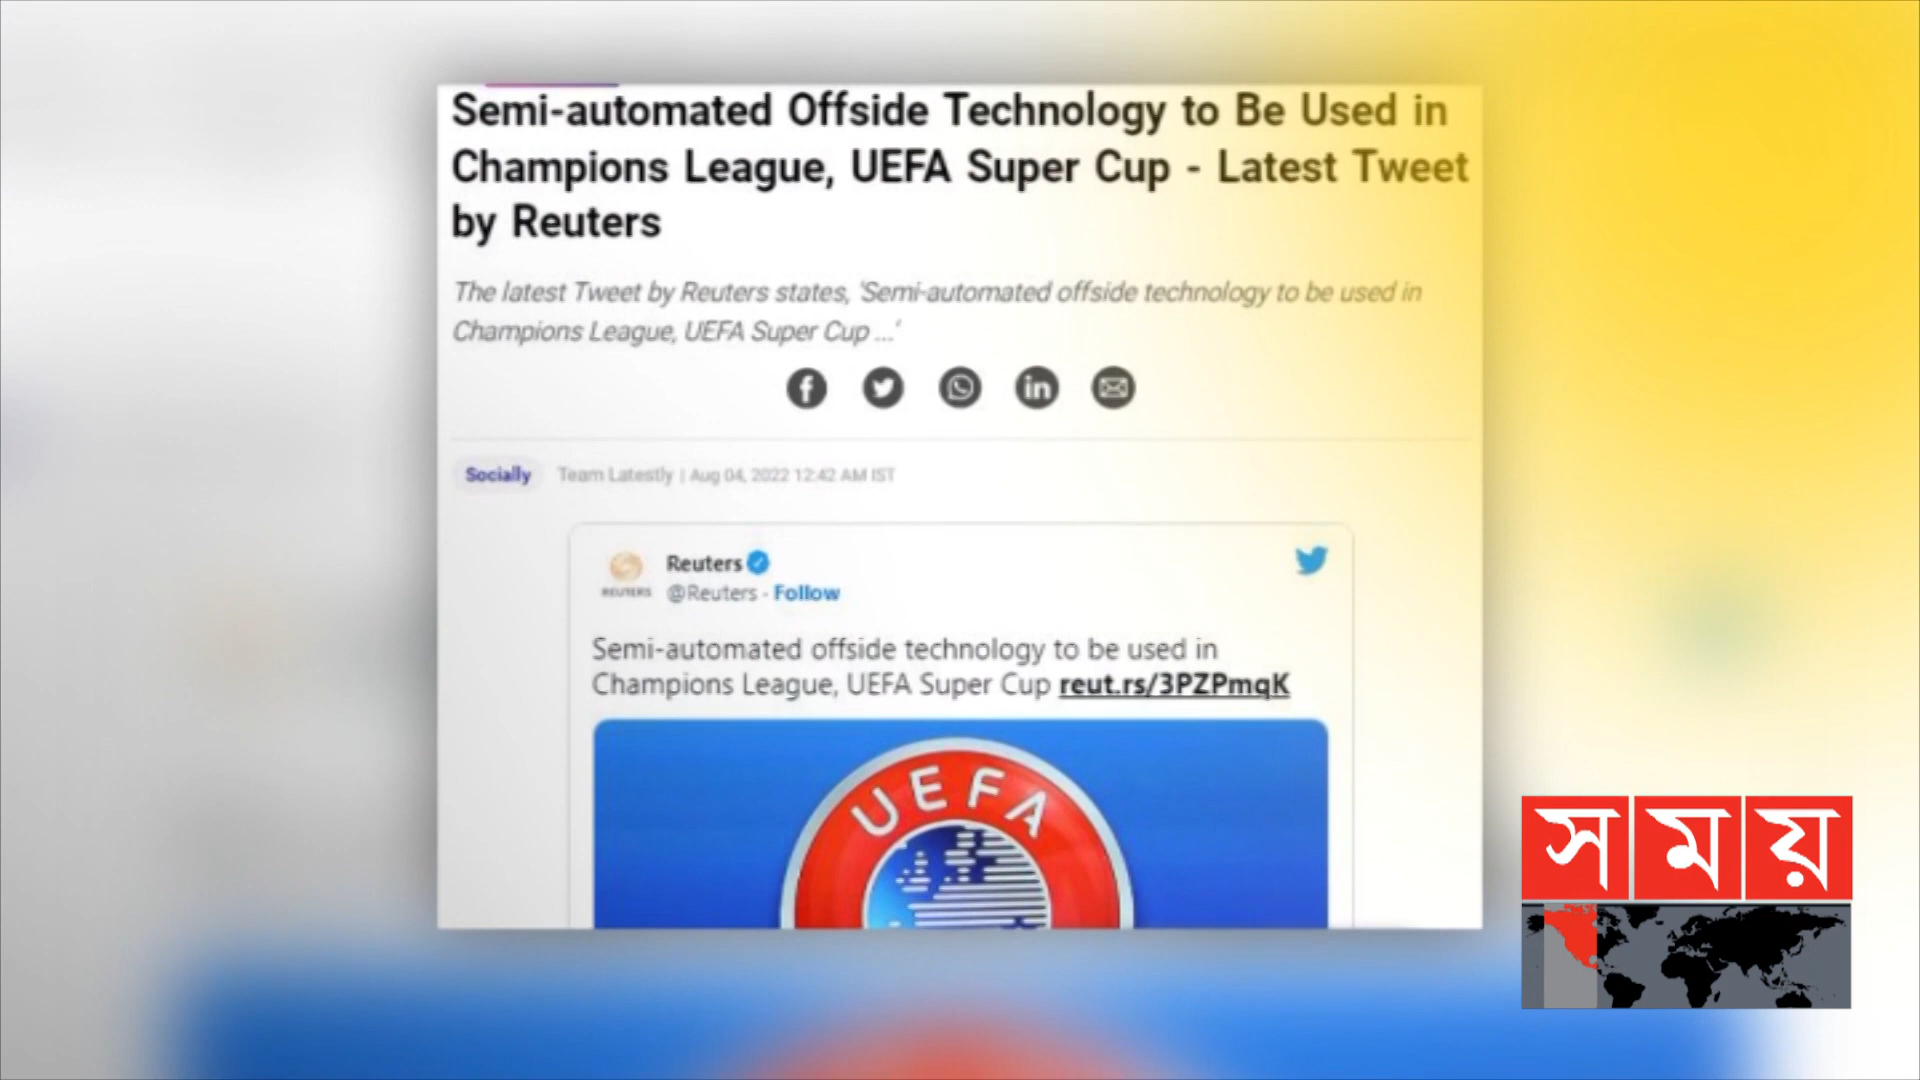 Semi-automated Offside Technology to Be Used in
Champions League, UEFA Super Cup - Latest Tweet
by Reuters
The latest Tweet by Reuters states, 'Semi-automated offside technology to be used in
Champions League, UEFA Super Cup ...'
Socially Team Latestly | Aug 04, 2022 12:42 AM IST
Reuters
REUTERS @Reuters - Follow
Semi-automated offside technology to be used in
Champions League, UEFA Super Cup reut.rs/3PZPmqK
UEFA
সময়